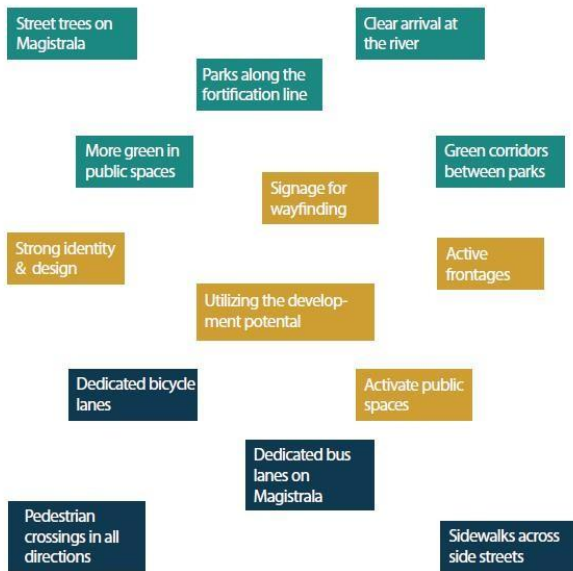 Street trees on
Magistrala
Clear arrival at
the river
Parks along the
fortification line
More green in
public spaces
Green corridors
between parks
Signage for
wayfinding
Strong identity
& design
Active
frontages
Utilizing the develop-
ment potental
Dedicated bicycle
lanes
Activate public
spaces
Dedicated bus
lanes on
Magistrala
Pedestrian
crossings in all
directions
Sidewalks across
side streets